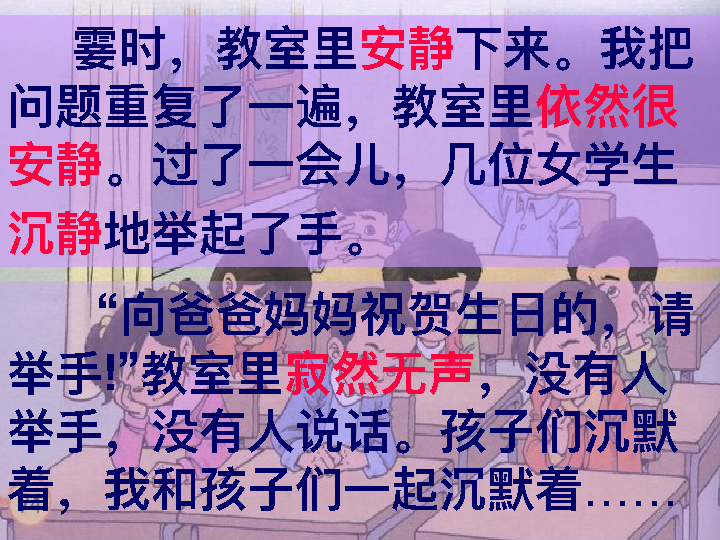 霎时，教室里安静下来。我把
问题重复了一遍，教室里依然很
安静。过了一会儿，几位女学生
沉静地举起了手。
“向爸爸妈妈祝贺生日的，请
举手!”教室里寂然无声，没有人
举手，没有人说话。孩子们沉默
着，我和孩子们一起沉默着……